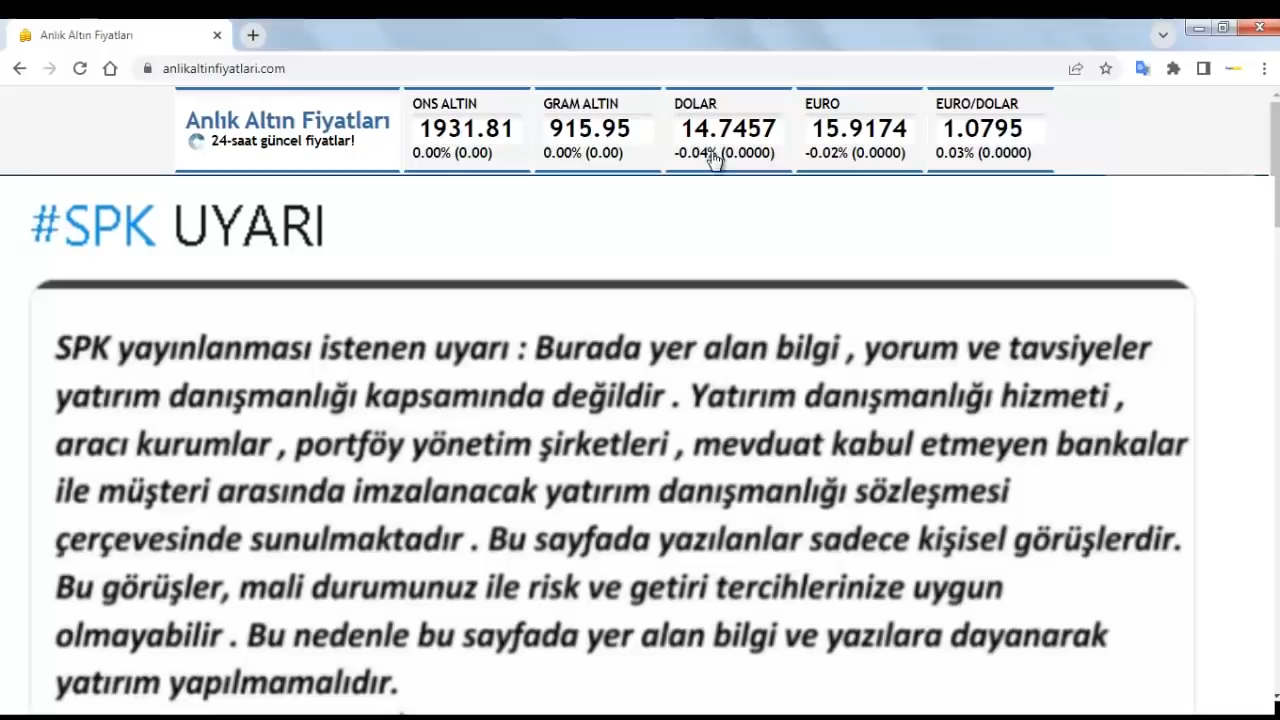 Anlık Altın Fiyatları
anlikaltinfiyatlari.com
Anlık Altın Fiyatları
24-saat güncel fiyatlar!
ONS ALTIN
1931.81
0.00% (0.00)
GRAM ALTIN
915.95
0.00% (0.00)
DOLAR
14.7457
-0.04% (0.0000)
EURO
15.9174
-0.02% (0.0000)
EURO/DOLAR
1.0795
0.03% (0.0000)
#SPK UYARI
SPK yayınlanması istenen uyarı : Burada yer alan bilgi , yorum ve tavsiyeler
yatırım danışmanlığı kapsamında değildir . Yatırım danışmanlığı hizmeti ,
aracı kurumlar , portföy yönetim şirketleri , mevduat kabul etmeyen bankalar
ile müşteri arasında imzalanacak yatırım danışmanlığı sözleşmesi
çerçevesinde sunulmaktadır . Bu sayfada yazılanlar sadece kişisel görüşlerdir.
Bu görüşler, mali durumunuz ile risk ve getiri tercihlerinize uygun
olmayabilir . Bu nedenle bu sayfada yer alan bilgi ve yazılara dayanarak
yatırım yapılmamalıdır.